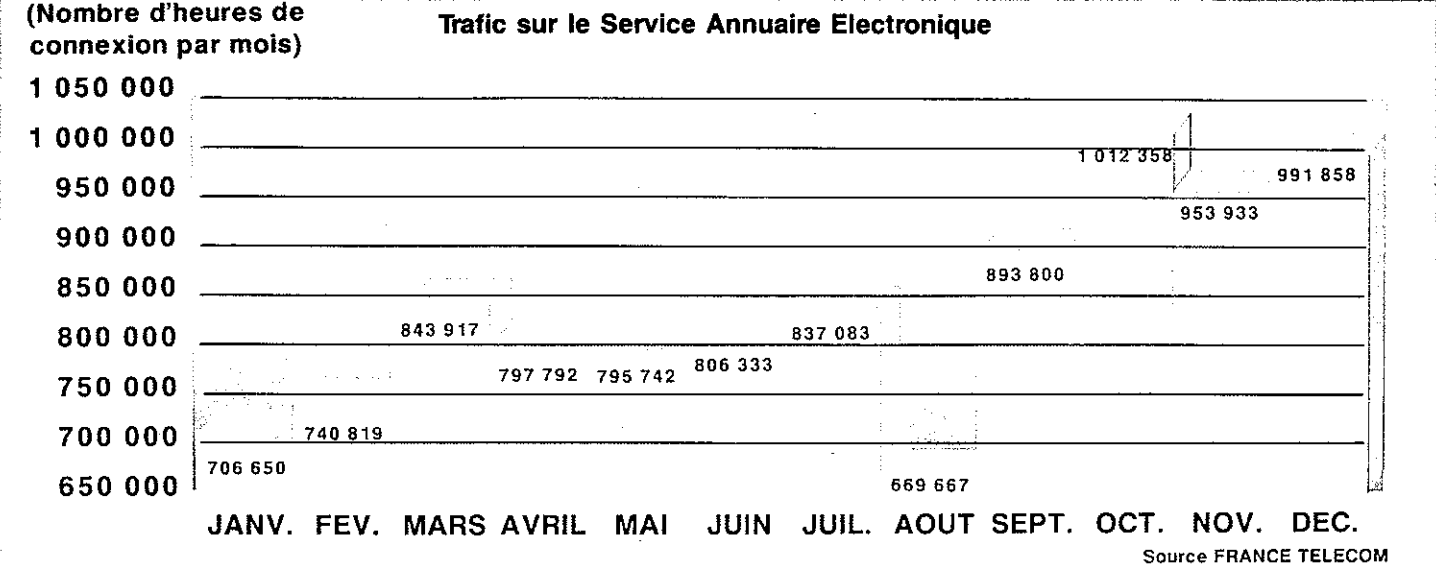 (Nombre d'heures de
connexion par mois)
Trafic sur le Service Annuaire Electronique
1 050 000
1 000 000
950 000
900 000
850 000
800 000
750 000
700 000
650 000
706 650
740 819
843 917
797 792
795 742
806 333
837 083
669 667
893 800
1 012 358
953 933
991 858
JANV. FEV. MARS AVRIL MAI JUIN JUIL. AOUT SEPT. OCT. NOV. DEC.
Source FRANCE TELECOM